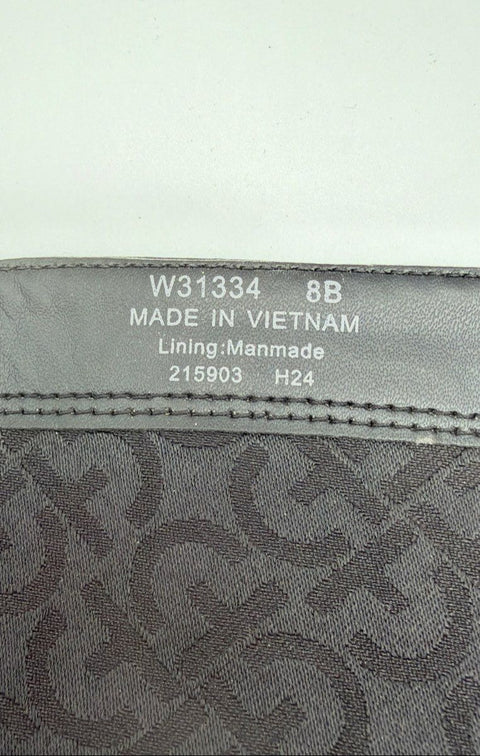 W31334 8B
MADE IN VIETNAM
Lining:Manmade
215903 H24